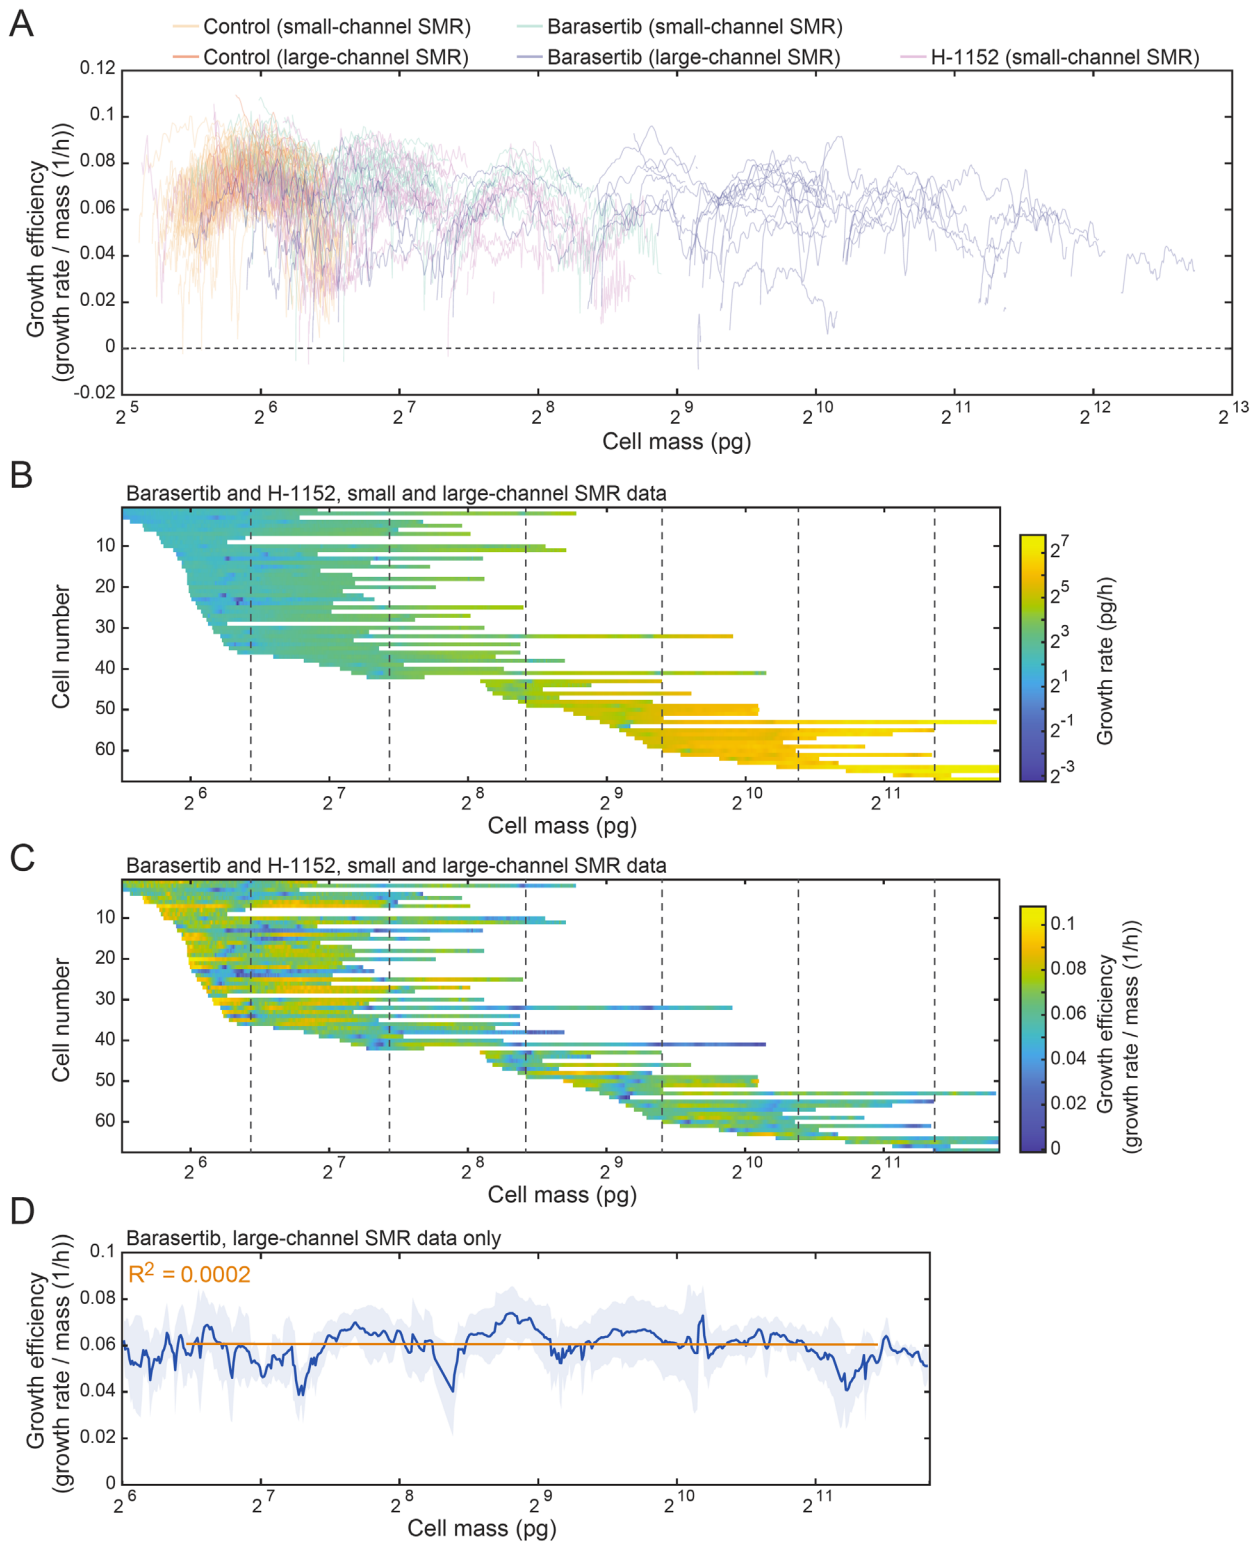 A
Control (small-channel SMR)
Barasertib (small-channel SMR)
Control (large-channel SMR)
Barasertib (large-channel SMR)
H-1152 (small-channel SMR)
Growth efficiency
(growth rate / mass (1/h))
0.12
0.1
0.08
0.06
0.04
0.02
0
-0.02
2^5 2^6 2^7 2^8 2^9 2^10 2^11 2^12 2^13
Cell mass (pg)
B
Barasertib and H-1152, small and large-channel SMR data
Cell number
10
20
30
40
50
60
2^6 2^7 2^8 2^9 2^10 2^11
Cell mass (pg)
2^7
2^5
2^3
2^1
2^-1
2^-3
Growth rate (pg/h)
C
Barasertib and H-1152, small and large-channel SMR data
Cell number
10
20
30
40
50
60
2^6 2^7 2^8 2^9 2^10 2^11
Cell mass (pg)
0.1
0.08
0.06
0.04
0.02
0
Growth efficiency
(growth rate / mass (1/h))
D
Barasertib, large-channel SMR data only
R^2 = 0.0002
Growth efficiency
(growth rate / mass (1/h))
0.1
0.08
0.06
0.04
0.02
0
2^6 2^7 2^8 2^9 2^10 2^11
Cell mass (pg)